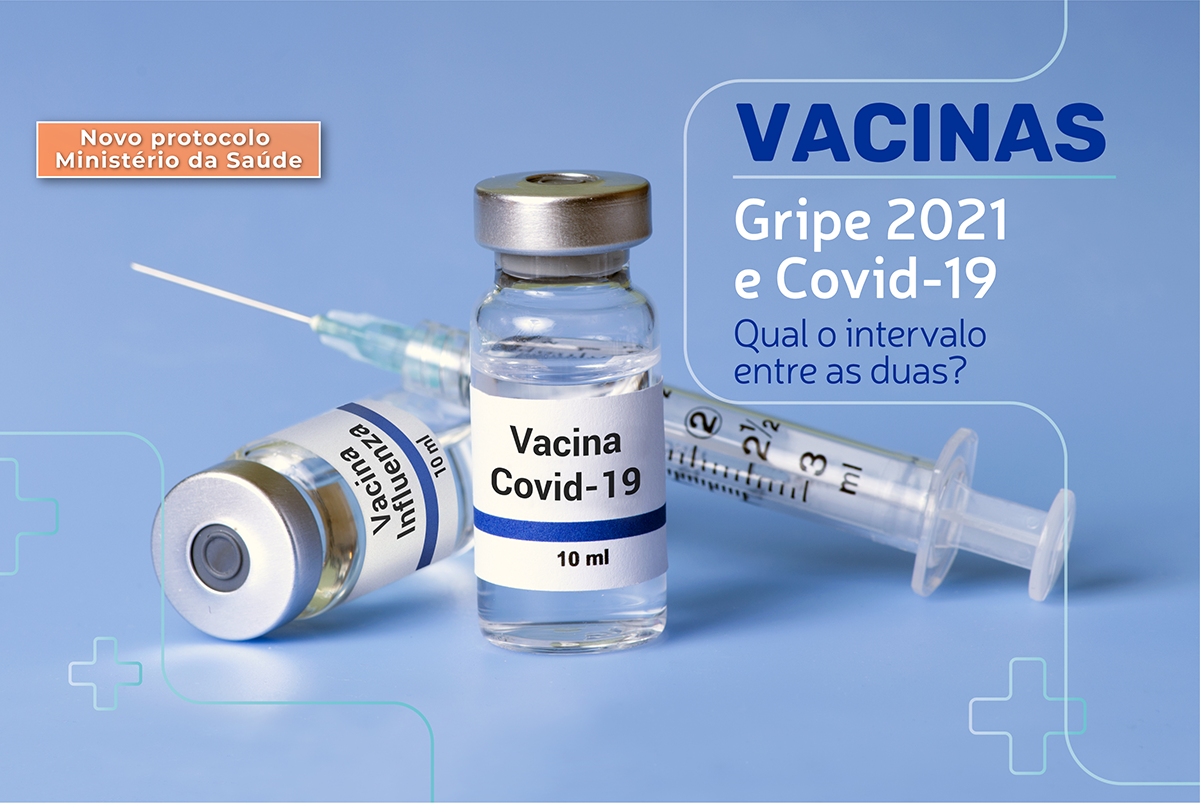 Novo protocolo
Ministério da Saúde
VACINAS
Gripe 2021
e Covid-19
Qual o intervalo
entre as duas?
Vacina
Influenza
10 ml
Vacina
Covid-19
10 ml
2
2½
3
ml